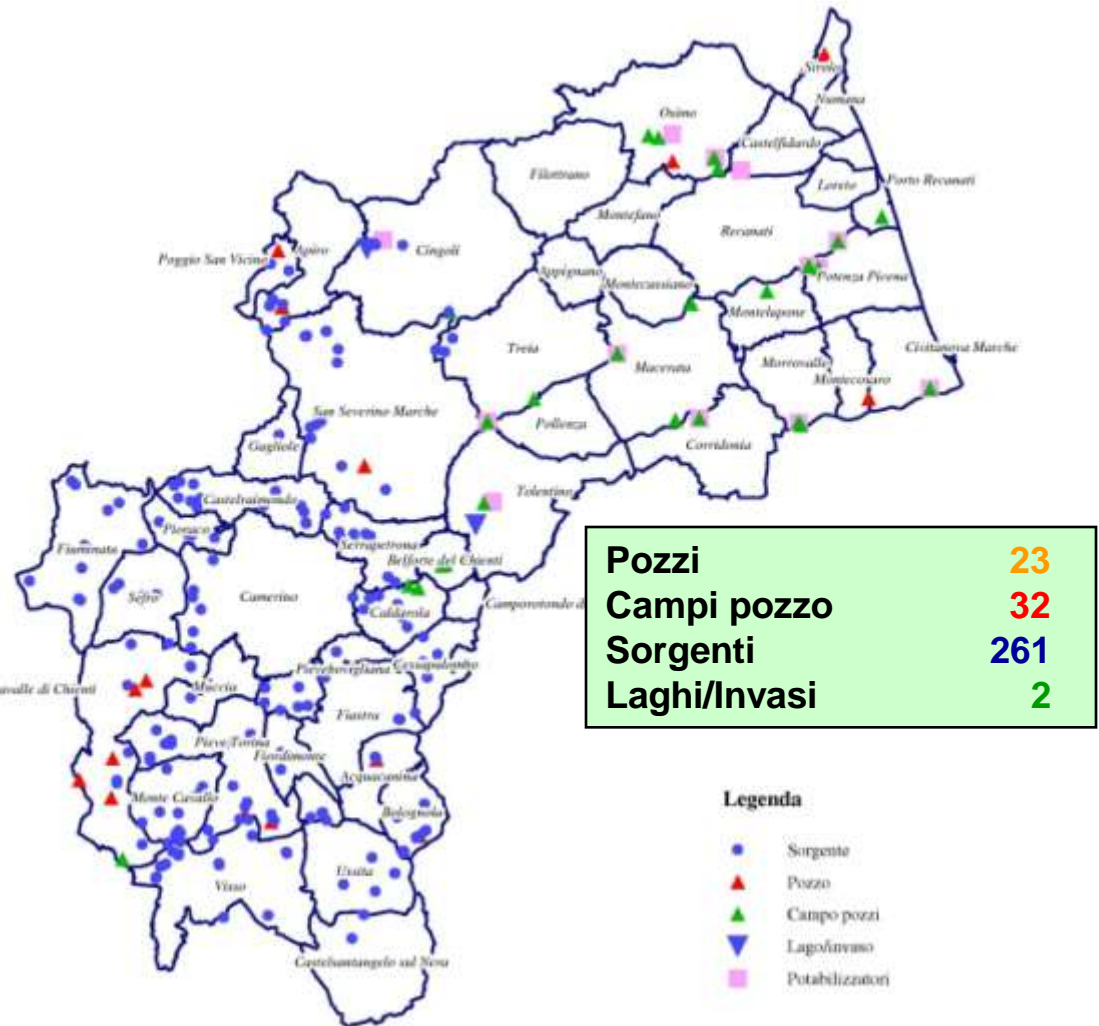 Sirolo
Numana
Osimo
Castelfidardo
Filottrano
Loreto
Porto Recanati
Montefano
Recanati
Poggio San Vicino
Apiro
Cingoli
Appignano
Montecassiano
Potenza Picena
Montelupone
Treia
Macerata
Morrovalle
Civitanova Marche
Montecosaro
San Severino Marche
Pollenza
Gagliole
Corridonia
Tolentino
Castelraimondo
Pioraco
Fiuminata
Serrapetrona
Belforte del Chienti
Sefro
Camerino
Caldarola
Camporotondo d
Pievebovigliana
Cessapalombo
avalle di Chienti
Muccia
Fiastra
Pieve Torina
Fiordimonte
Acquacanina
Monte Cavallo
Bolognola
Ussita
Visso
Castelsantangelo sul Nera
Pozzi 23
Campi pozzo 32
Sorgenti 261
Laghi/Invasi 2
Legenda
Sorgente
Pozzo
Campo pozzi
Lago/invaso
Potabilizzatori